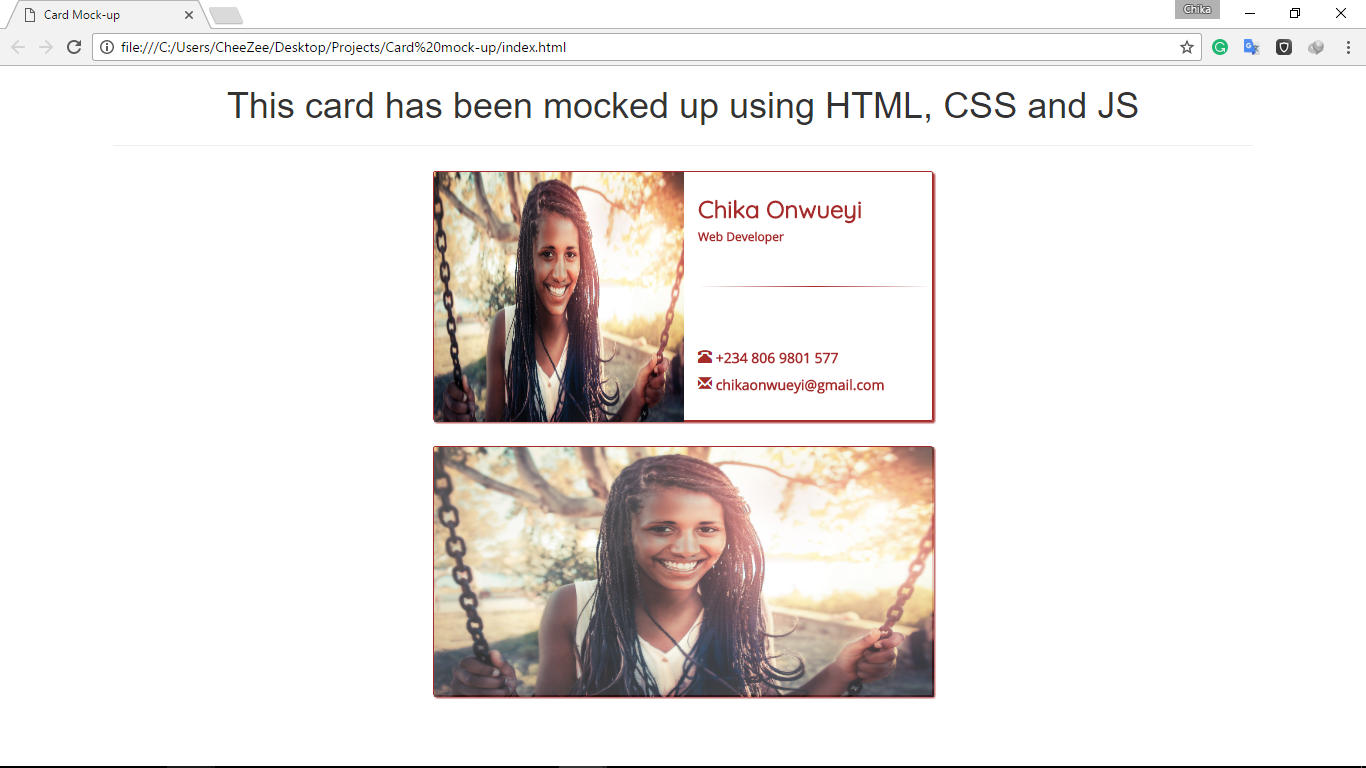 Card Mock-up
Chika
file:///C:/Users/CheeZee/Desktop/Projects/Card%20mock-up/index.html
This card has been mocked up using HTML, CSS and JS
Chika Onwueyi
Web Developer
+234 806 9801 577
chikaonwueyi@gmail.com